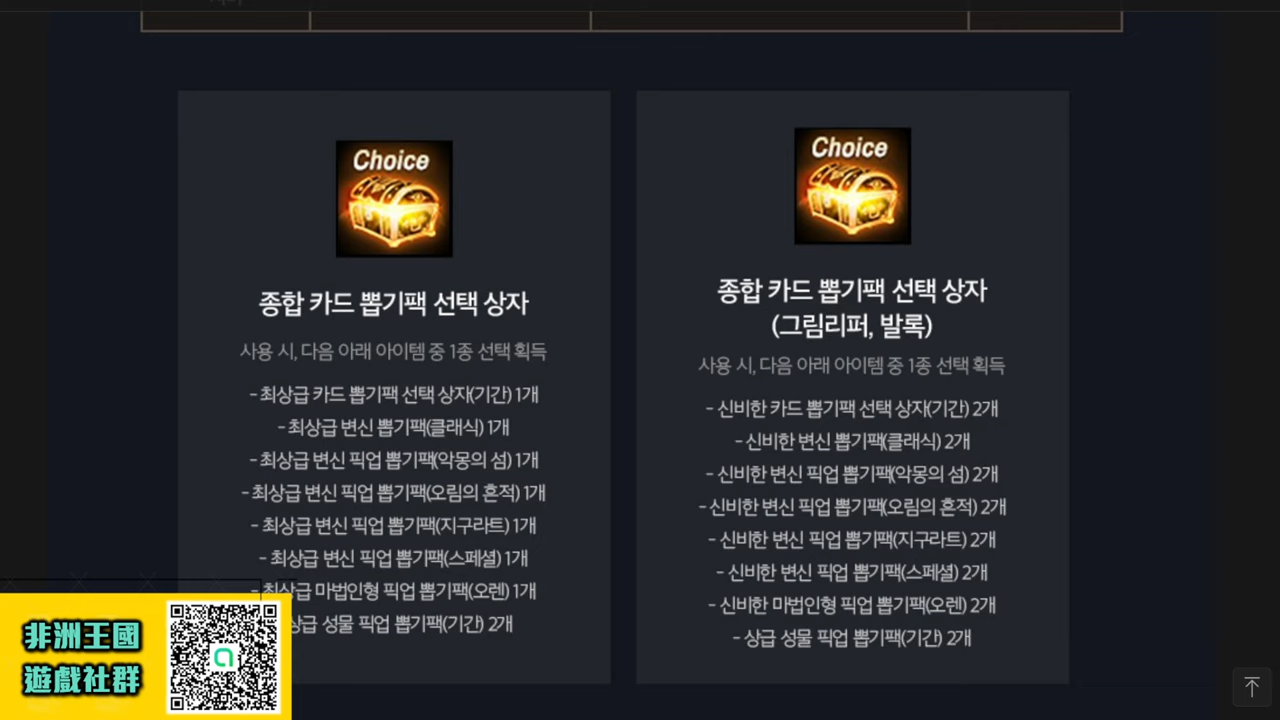 Choice
종합 카드 뽑기팩 선택 상자
사용 시, 다음 아래 아이템 중 1종 선택 획득
- 최상급 카드 뽑기팩 선택 상자(기간) 1개
- 최상급 변신 뽑기팩(클래식) 1개
- 최상급 변신 픽업 뽑기팩(악몽의 섬) 1개
- 최상급 변신 픽업 뽑기팩(오림의 흔적) 1개
- 최상급 변신 픽업 뽑기팩(지구라트) 1개
- 최상급 변신 픽업 뽑기팩(스페셜) 1개
- 최상급 마법인형 픽업 뽑기팩(오렌) 1개
상급 성물 픽업 뽑기팩(기간) 2개
Choice
종합 카드 뽑기팩 선택 상자
(그림리퍼, 발록)
사용 시, 다음 아래 아이템 중 1종 선택 획득
- 신비한 카드 뽑기팩 선택 상자(기간) 2개
- 신비한 변신 뽑기팩(클래식) 2개
- 신비한 변신 픽업 뽑기팩(악몽의 섬) 2개
- 신비한 변신 픽업 뽑기팩(오림의 흔적) 2개
- 신비한 변신 픽업 뽑기팩(지구라트) 2개
- 신비한 변신 픽업 뽑기팩(스페셜) 2개
- 신비한 마법인형 픽업 뽑기팩(오렌) 2개
- 상급 성물 픽업 뽑기팩(기간) 2개
非洲王國
遊戲社群